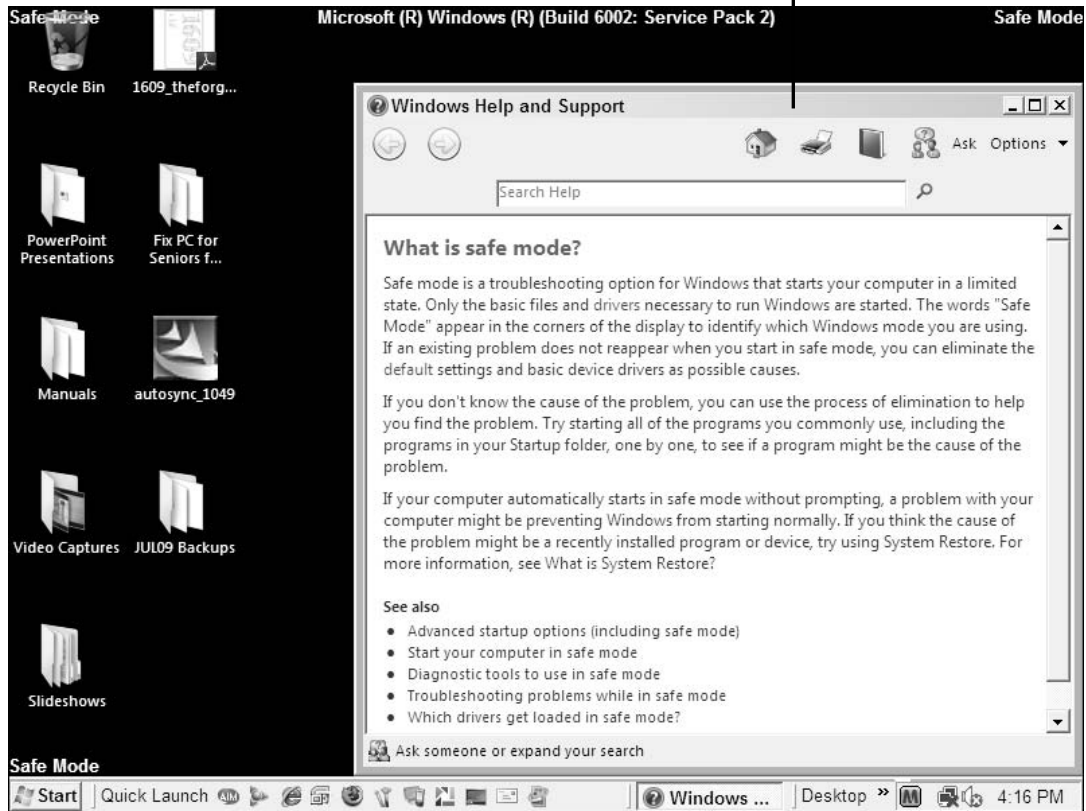 Safe Mode
Microsoft (R) Windows (R) (Build 6002: Service Pack 2)
Safe Mode
Recycle Bin
1609_theforg...
PowerPoint
Presentations
Fix PC for
Seniors f...
Manuals
autosync_1049
Video Captures
JUL09 Backups
Slideshows
Windows Help and Support
Ask
Options
Search Help
What is safe mode?
Safe mode is a troubleshooting option for Windows that starts your computer in a limited
state. Only the basic files and drivers necessary to run Windows are started. The words "Safe
Mode" appear in the corners of the display to identify which Windows mode you are using.
If an existing problem does not reappear when you start in safe mode, you can eliminate the
default settings and basic device drivers as possible causes.
If you don't know the cause of the problem, you can use the process of elimination to help
you find the problem. Try starting all of the programs you commonly use, including the
programs in your Startup folder, one by one, to see if a program might be the cause of the
problem.
If your computer automatically starts in safe mode without prompting, a problem with your
computer might be preventing Windows from starting normally. If you think the cause of
the problem might be a recently installed program or device, try using System Restore. For
more information, see What is System Restore?
See also
Advanced startup options (including safe mode)
Start your computer in safe mode
Diagnostic tools to use in safe mode
Troubleshooting problems while in safe mode
Which drivers get loaded in safe mode?
Ask someone or expand your search
Safe Mode
Start
Quick Launch
AIM
Windows ...
Desktop »
M
4:16 PM